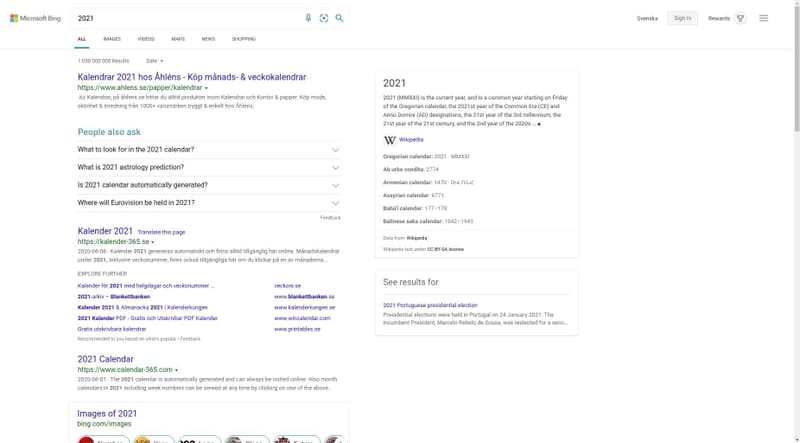 Microsoft Bing
2021
Svenska
Sign in
Rewards
ALL
IMAGES
VIDEOS
MAPS
NEWS
SHOPPING
1 050 000 000 Results
Date
Kalendrar 2021 hos Åhléns - Köp månads- & veckokalendrar
https://www.ahlens.se/papper/kalendrar
Ad Kalendrar, på åhlens.se hittar du alltid produkter inom Kalendrar och Kontor & papper. Köp mode,
skönhet & inredning från 1000+ varumärken tryggt & enkelt hos Åhléns.
People also ask
What to look for in the 2021 calendar?
What is 2021 astrology prediction?
Is 2021 calendar automatically generated?
Where will Eurovision be held in 2021?
Feedback
Kalender 2021 Translate this page
https://kalender-365.se
2020-06-08 · Kalender genereras automatiskt och finns alltid tillgänglig här online. Månadskalendrar
under 2021, inklusive veckonummer, finns också tillgängliga här om du klickar på en av månaderna...
EXPLORE FURTHER
Kalender för 2021 med helgdagar och veckonummer ... veckonr.se
2021-arkiv – Blankettbanken www.blankettbanken.se
Kalender 2021 & Almanacka 2021 | Kalenderkungen www.kalenderkungen.se
2021 Kalender PDF - Gratis och Utskrivbar PDF Kalender www.wincalendar.com
Gratis utskrivbara kalendrar www.printables.se
Recommended to you based on what's popular • Feedback
2021 Calendar
https://www.calendar-365.com
2020-06-07 · The 2021 calendar is automatically generated and can always be visited online. Also month
calendars in 2021 including week numbers can be viewed at any time by clicking on one of the above...
Images of 2021
bing.com/images
2021
2021 (MMXXI) is the current year, and is a common year starting on Friday
of the Gregorian calendar, the 2021st year of the Common Era (CE) and
Anno Domini (AD) designations, the 21st year of the 3rd millennium, the
21st year of the 21st century, and the 2nd year of the 2020s ...
W Wikipedia
Gregorian calendar: 2021 · MMXXI
Ab urbe condita: 2774
Armenian calendar: 1470
Assyrian calendar: 6771
Bahá'í calendar: 177–178
Balinese saka calendar: 1942–1943
Data from: Wikipedia
Wikipedia text under CC-BY-SA license
See results for
2021 Portuguese presidential election
Presidential elections were held in Portugal on 24 January 2021. The
incumbent President, Marcelo Rebelo de Sousa, was reelected for a seco...